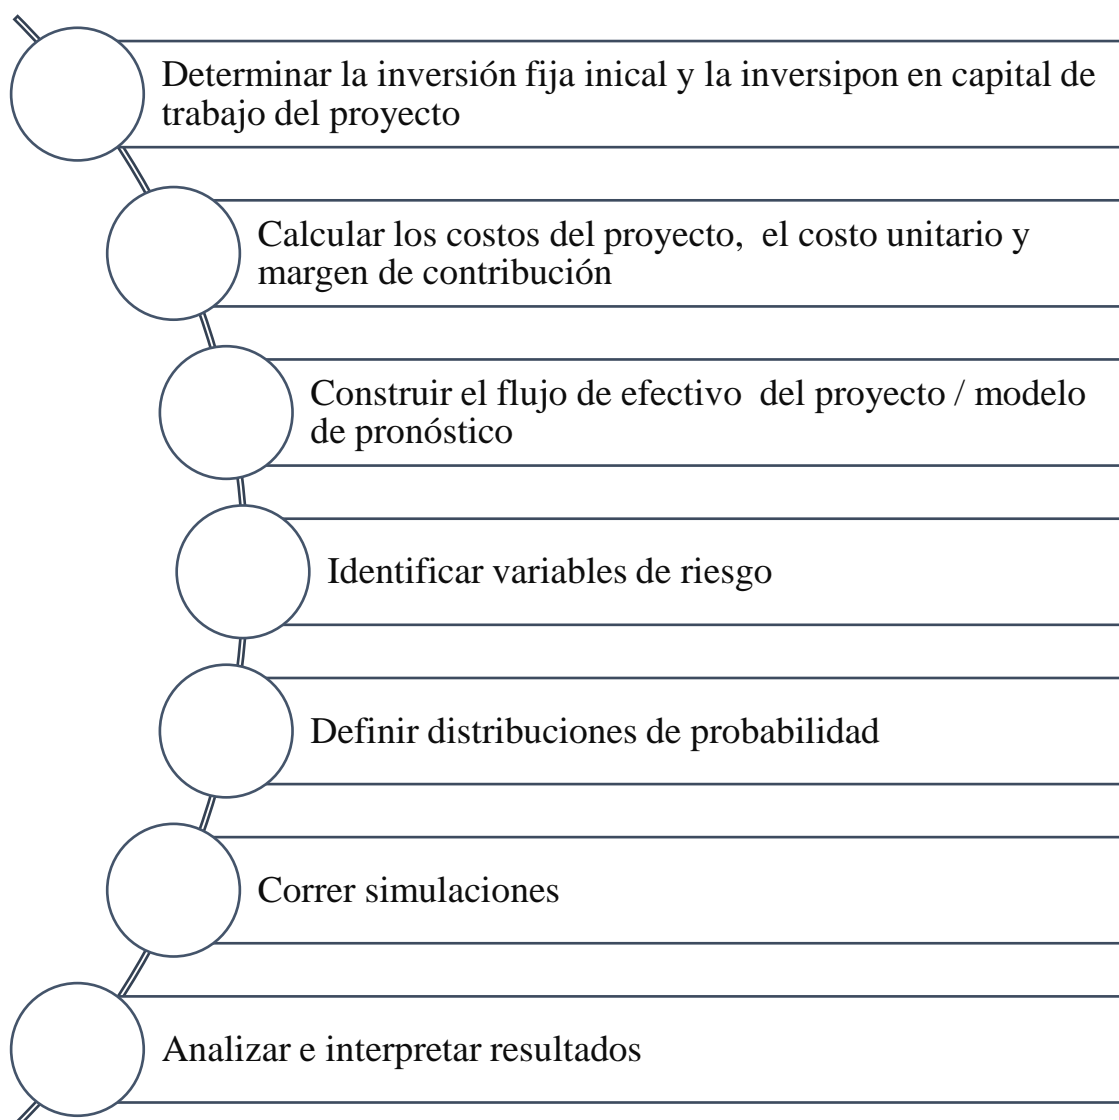 Determinar la inversión fija inical y la inversipon en capital de
trabajo del proyecto
Calcular los costos del proyecto,  el costo unitario y
margen de contribución
Construir el flujo de efectivo  del proyecto / modelo
de pronóstico
Identificar variables de riesgo
Definir distribuciones de probabilidad
Correr simulaciones
Analizar e interpretar resultados